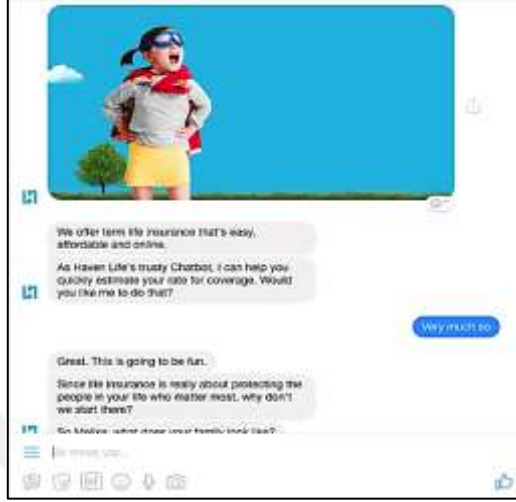 We offer term life insurance that's easy,
affordable and online.
As Haven Life's trusty Chatbot, I can help you
quickly estimate your rate for coverage. Would
you like me to do that?
Very much so
Great. This is going to be fun.
Since life insurance is really about protecting the
people in your life who matter most, why don't
we start there?
what does your family look like?